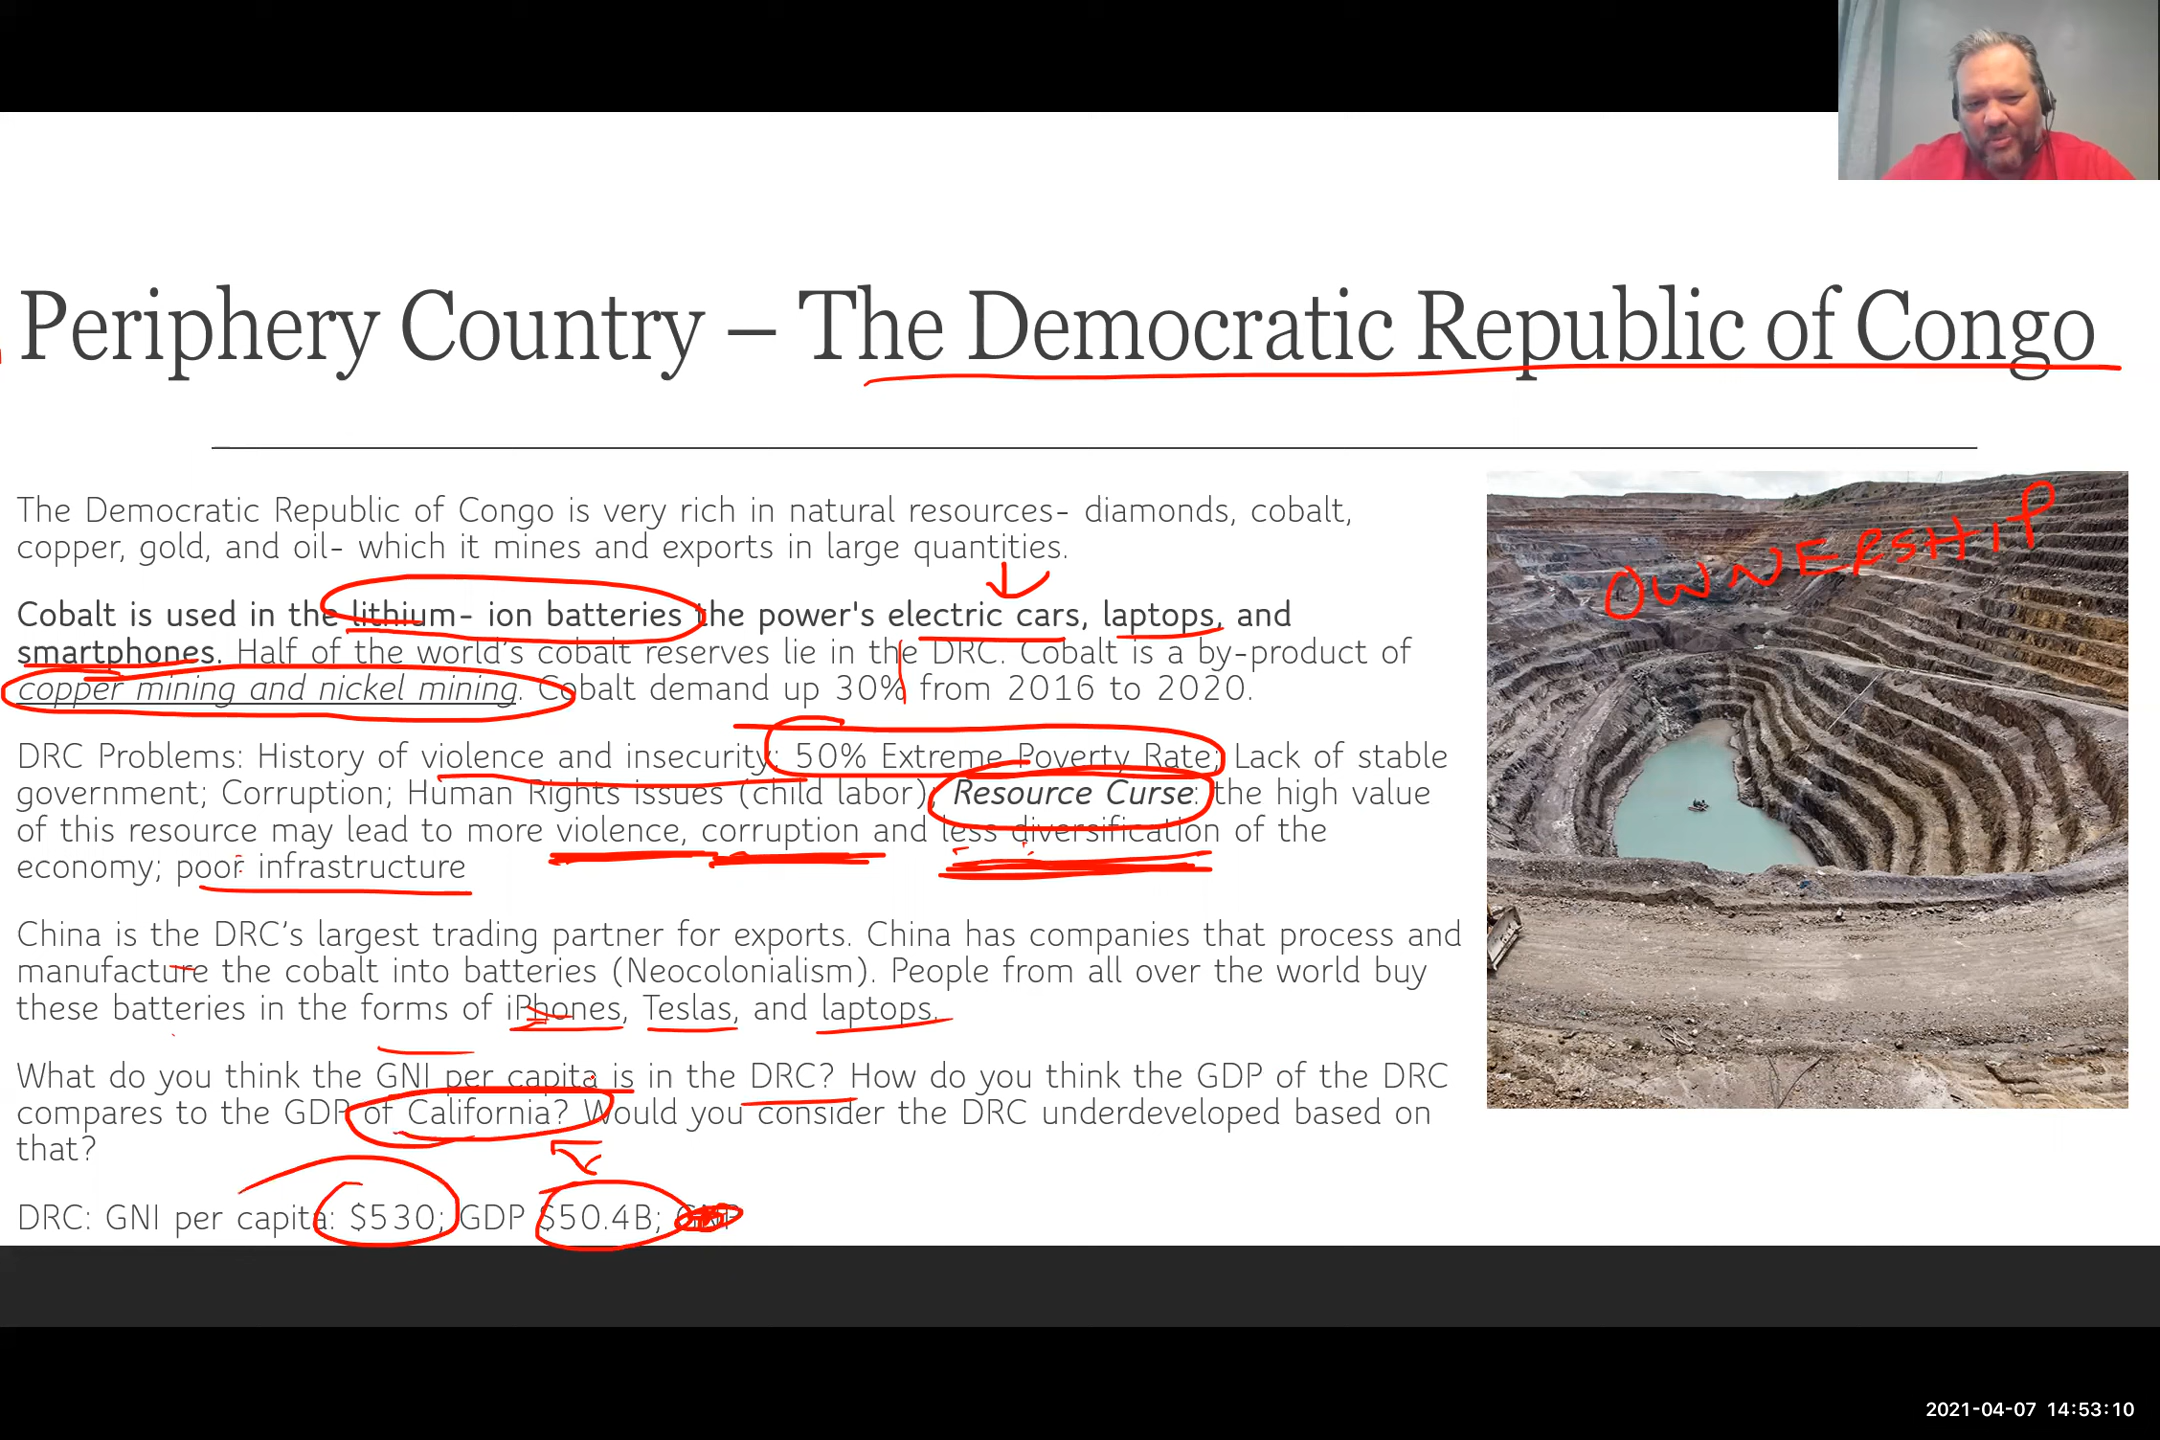 Periphery Country – The Democratic Republic of Congo
The Democratic Republic of Congo is very rich in natural resources- diamonds, cobalt,
copper, gold, and oil- which it mines and exports in large quantities.
OWNERSHIP
Cobalt is used in the lithium- ion batteries the power's electric cars, laptops, and
smartphones. Half of the world's cobalt reserves lie in the DRC. Cobalt is a by-product of
copper mining and nickel mining. Cobalt demand up 30% from 2016 to 2020.
DRC Problems: History of violence and insecurity; 50% Extreme Poverty Rate; Lack of stable
government; Corruption; Human Rights issues (child labor); Resource Curse: the high value
of this resource may lead to more violence, corruption and less diversification of the
economy; poor infrastructure
China is the DRC's largest trading partner for exports. China has companies that process and
manufacture the cobalt into batteries (Neocolonialism). People from all over the world buy
these batteries in the forms of iPhones, Teslas, and laptops.
What do you think the GNI per capita is in the DRC? How do you think the GDP of the DRC
compares to the GDP of California? Would you consider the DRC underdeveloped based on
that?
DRC: GNI per capita: $530; GDP $50.4B;
2021-04-07 14:53:10